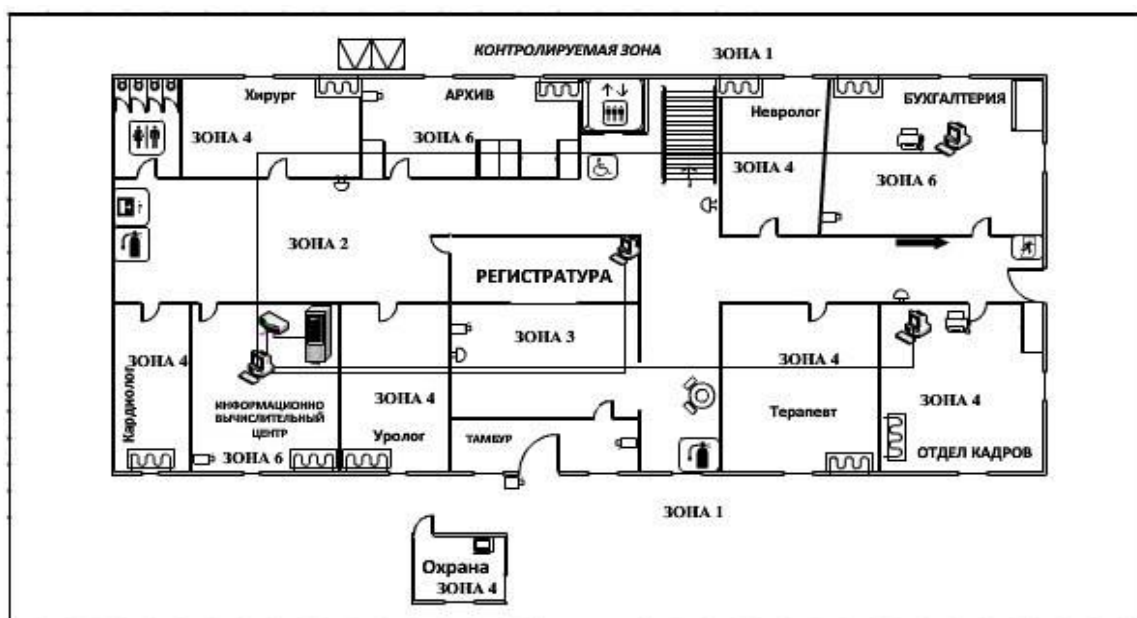 КОНТРОЛИРУЕМАЯ ЗОНА
ЗОНА 1
Хирург
ЗОНА 4
АРХИВ
ЗОНА 6
Невролог
ЗОНА 4
БУХГАЛТЕРИЯ
ЗОНА 6
ЗОНА 2
РЕГИСТРАТУРА
ЗОНА 3
Кардиолог
ЗОНА 4
ИНФОРМАЦИОННО
ВЫЧИСЛИТЕЛЬНЫЙ
ЦЕНТР
ЗОНА 6
ЗОНА 4
Уролог
ТАМБУР
ЗОНА 4
Терапевт
ЗОНА 4
ОТДЕЛ КАДРОВ
ЗОНА 1
Охрана
ЗОНА 4